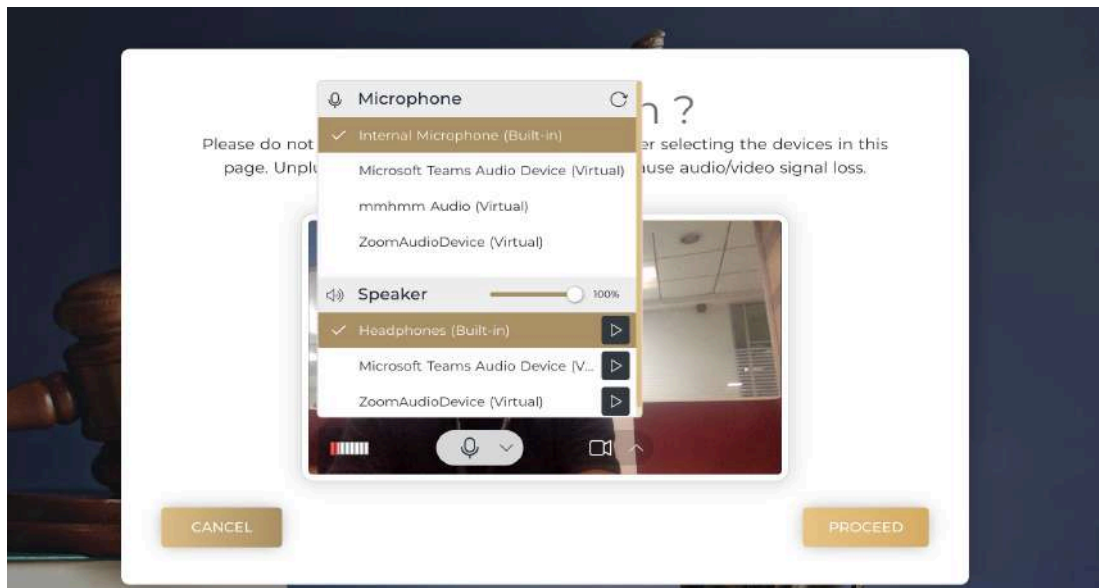 Microphone
n ?
Internal Microphone (Built-in)
Please do not
er selecting the devices in this
Microsoft Teams Audio Device (Virtual)
page. Unplu
use audio/video signal loss.
mmhmm Audio (Virtual)
ZoomAudioDevice (Virtual)
Speaker
100%
Headphones (Built-in)
Microsoft Teams Audio Device (V...
ZoomAudioDevice (Virtual)
CANCEL
PROCEED